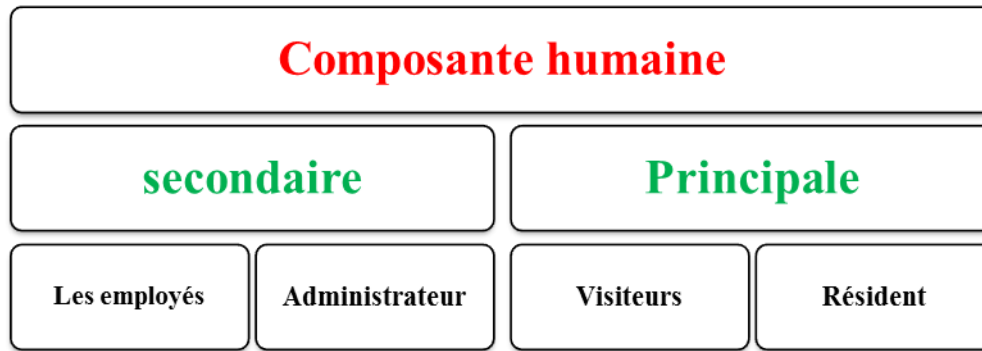 Composante humaine
secondaire
Principale
Les employés
Administrateur
Visiteurs
Résident